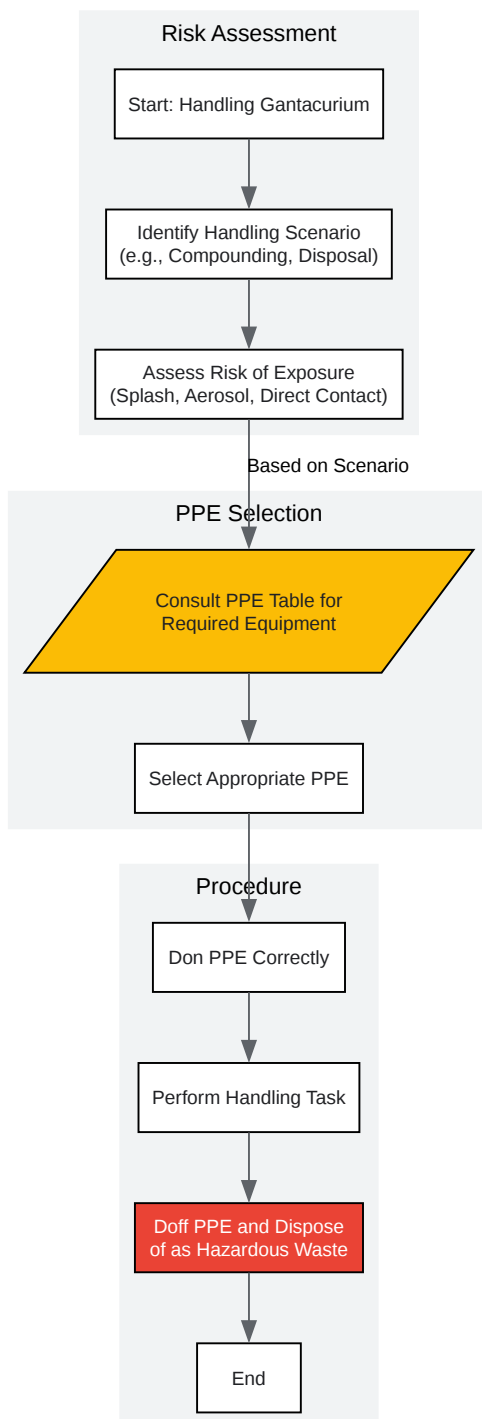 Risk Assessment
Start: Handling Gantacurium
Identify Handling Scenario
(e.g., Compounding, Disposal)
Assess Risk of Exposure
(Splash, Aerosol, Direct Contact)
Based on Scenario
PPE Selection
Consult PPE Table for
Required Equipment
Select Appropriate PPE
Procedure
Don PPE Correctly
Perform Handling Task
Doff PPE and Dispose
of as Hazardous Waste
End